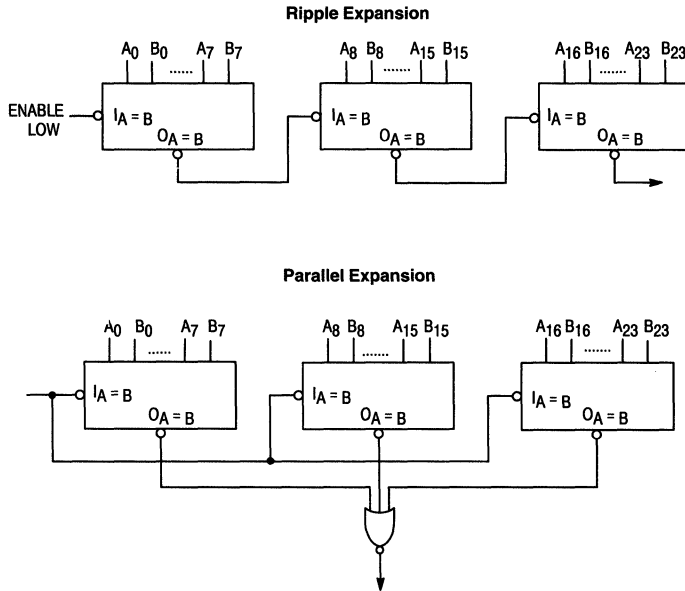 Ripple Expansion
A0 B0 ...... A7 B7
A8 B8 ....... A15 B15
A16 B16 ....... A23 B23
ENABLE LOW
IA = B
OA = B
IA = B
OA = B
IA = B
OA = B
Parallel Expansion
A0 B0 ...... A7 B7
A8 B8 ....... A15 B15
A16 B16 ....... A23 B23
IA = B
OA = B
IA = B
OA = B
IA = B
OA = B